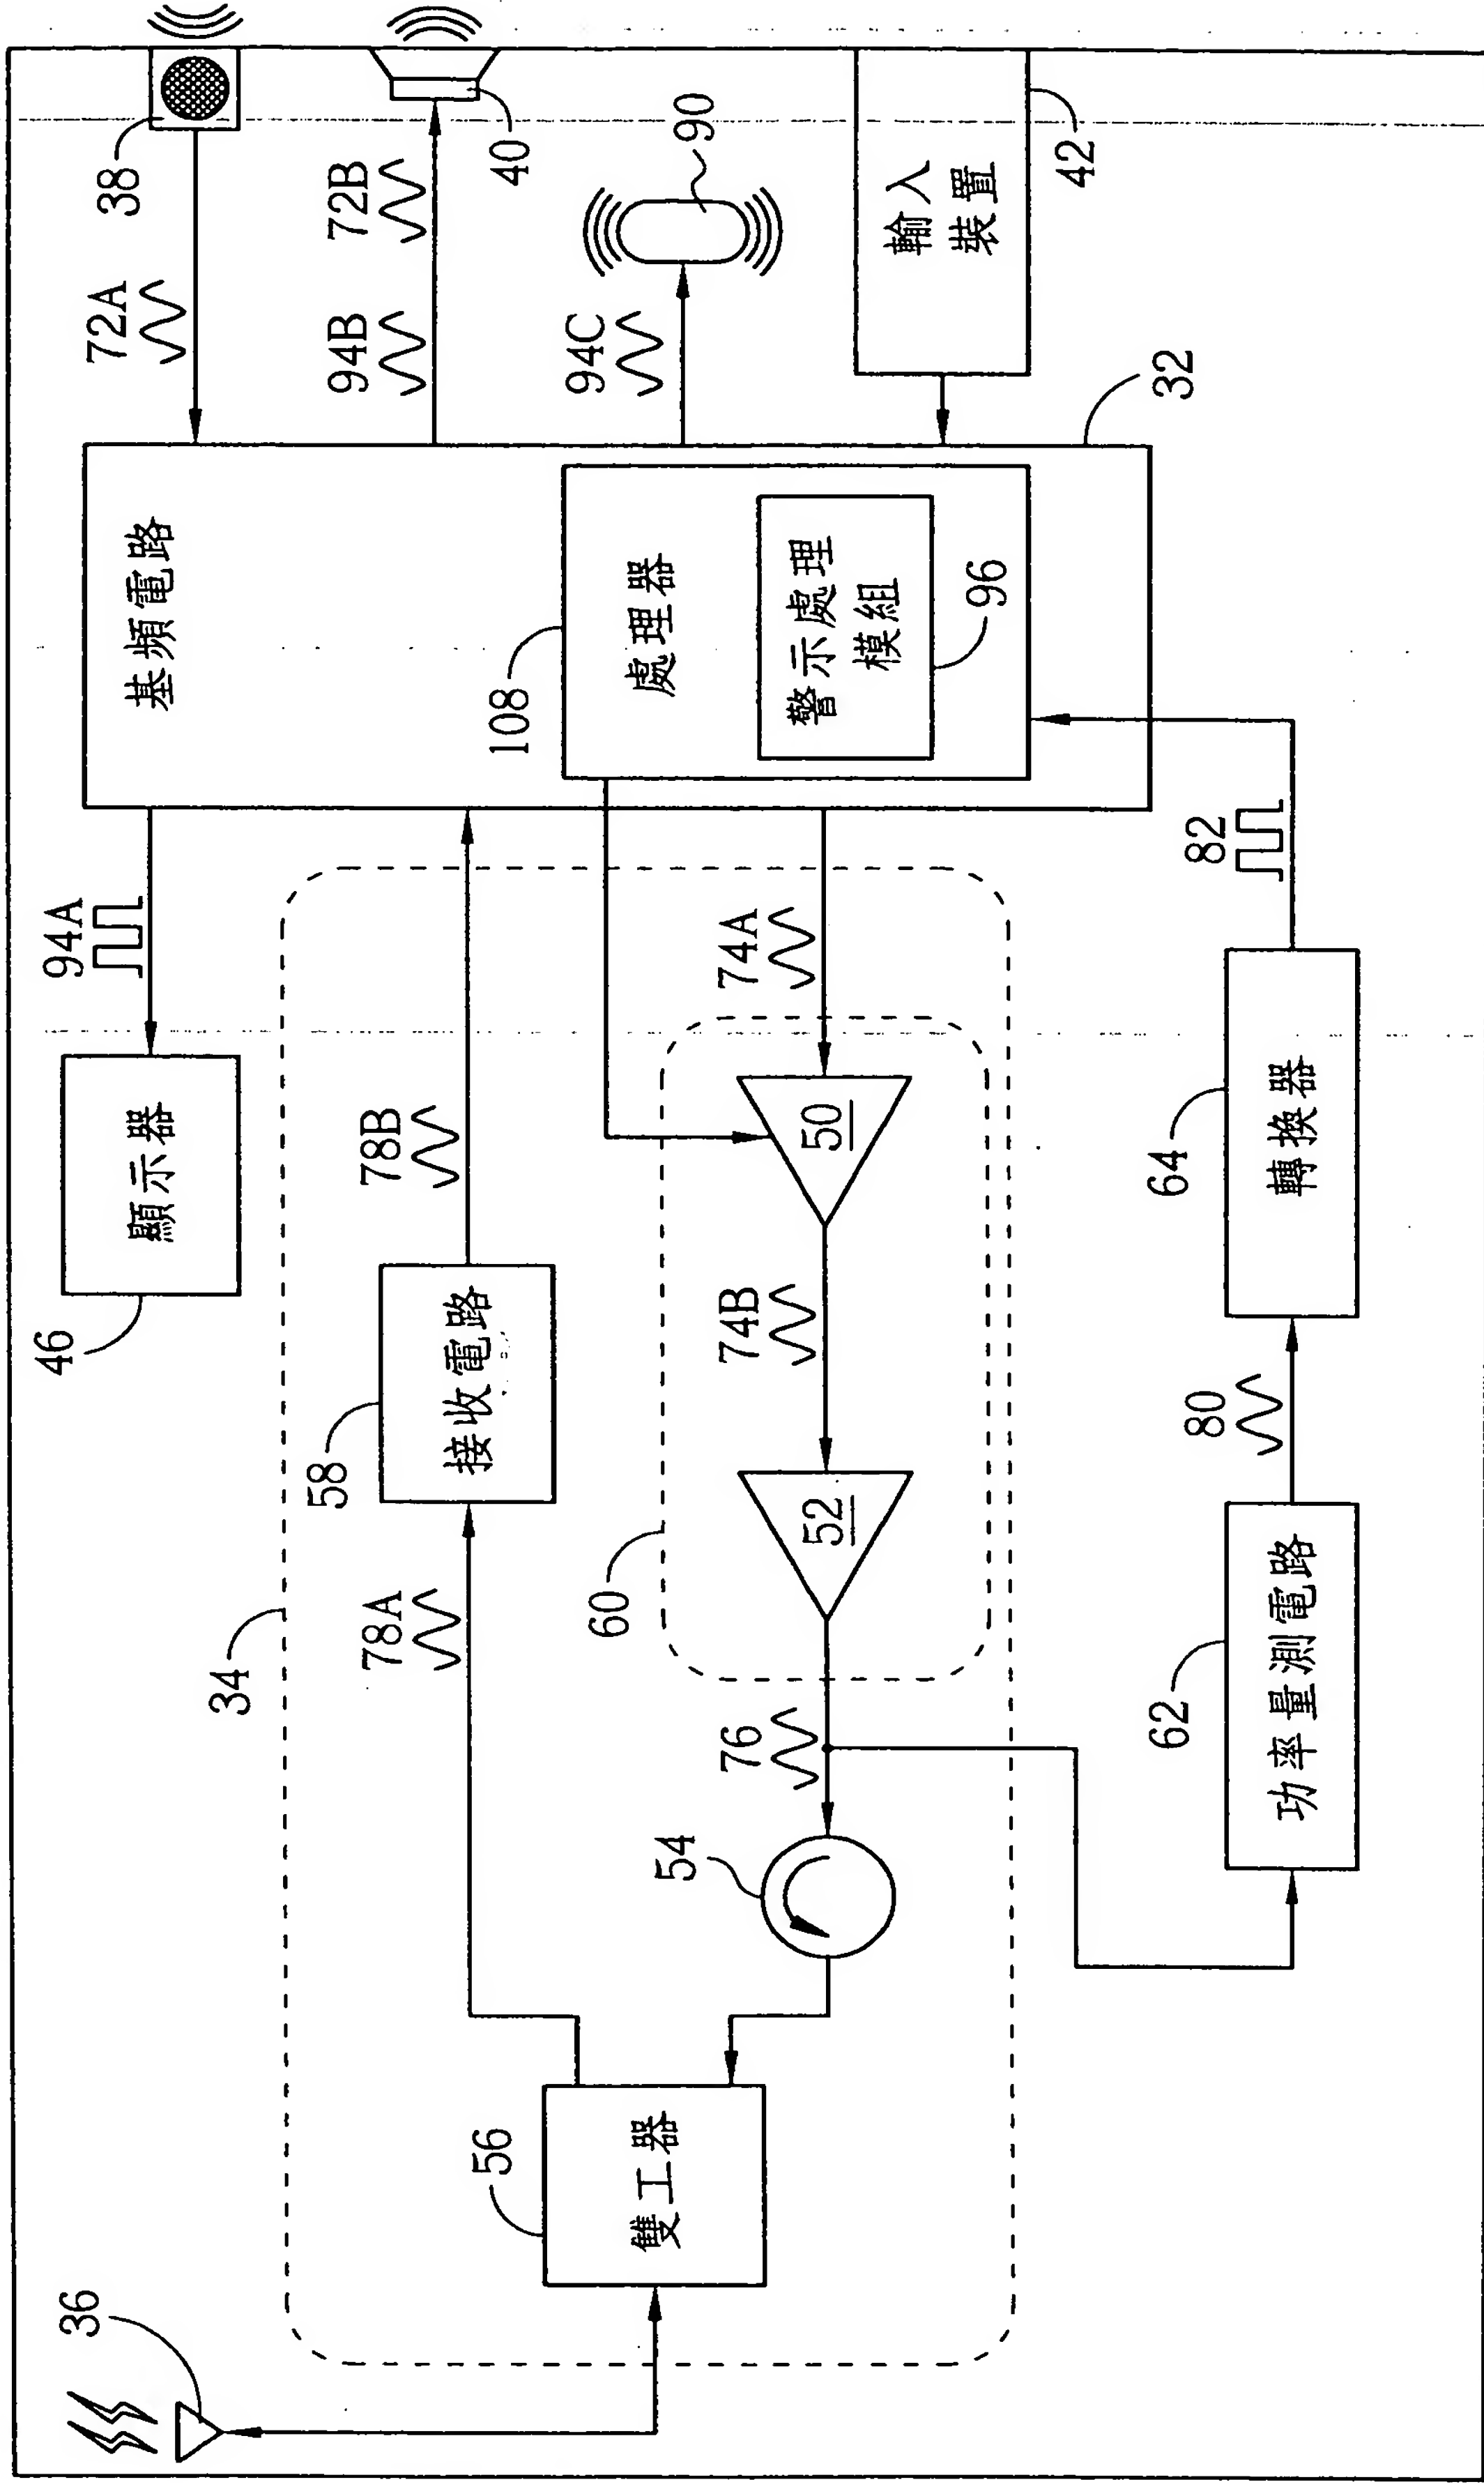 36
34
56
雙工器
54
76
78A
58
接收電路
78B
46
顯示器
94A
60
52
74B
50
74A
62
功率量測電路
80
64
轉換器
82
基頻電路
108
處理器
警示處理
模組
96
32
72A
38
94B
72B
40
94C
90
輸入
裝置
42